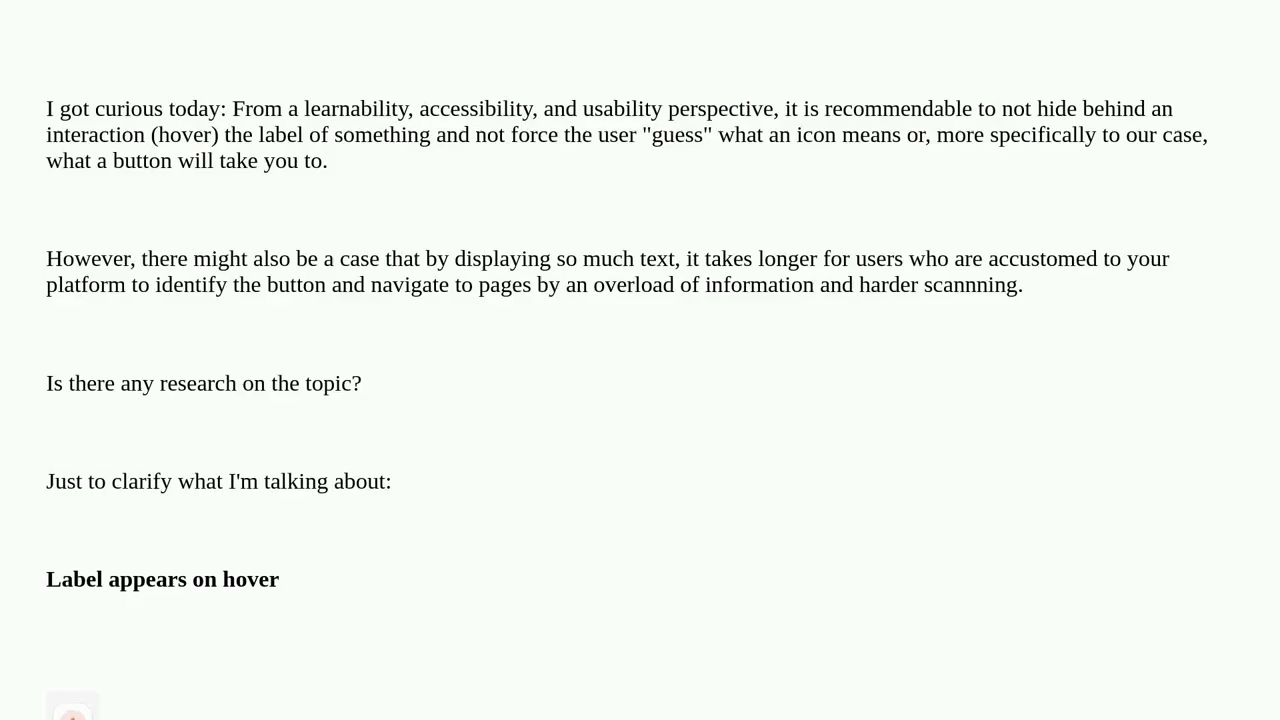 I got curious today: From a learnability, accessibility, and usability perspective, it is recommendable to not hide behind an
interaction (hover) the label of something and not force the user "guess" what an icon means or, more specifically to our case,
what a button will take you to.
However, there might also be a case that by displaying so much text, it takes longer for users who are accustomed to your
platform to identify the button and navigate to pages by an overload of information and harder scannning.
Is there any research on the topic?
Just to clarify what I'm talking about:
Label appears on hover